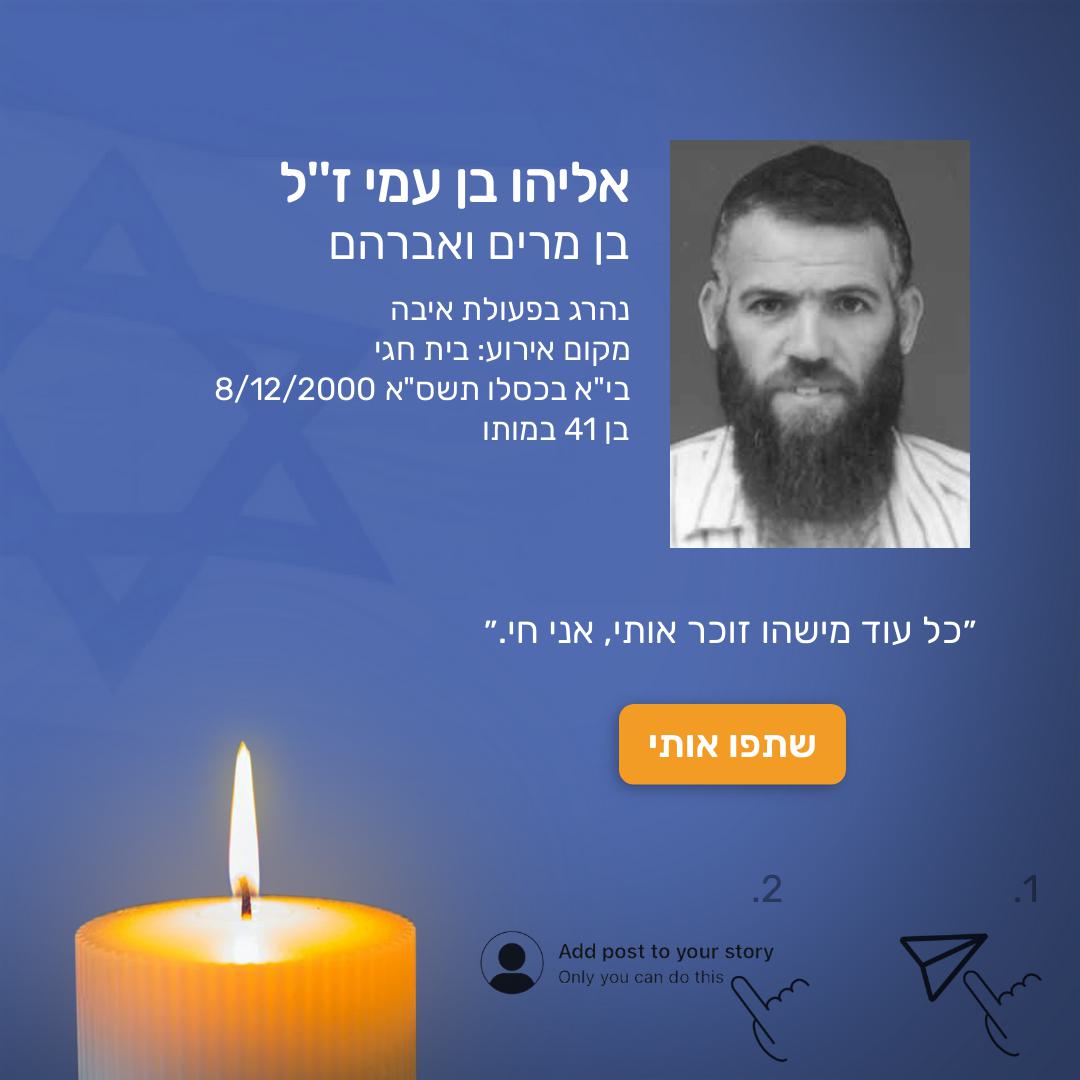 אליהו בן עמי ז"ל
בן מרים ואברהם
נהרג בפעולת איבה
מקום אירוע: בית חגי
בי"א בכסלו תשס"א 8/12/2000
בן 41 במותו
״כל עוד מישהו זוכר אותי, אני חי.״
שתפו אותי
1.
2.
Add post to your story
Only you can do this